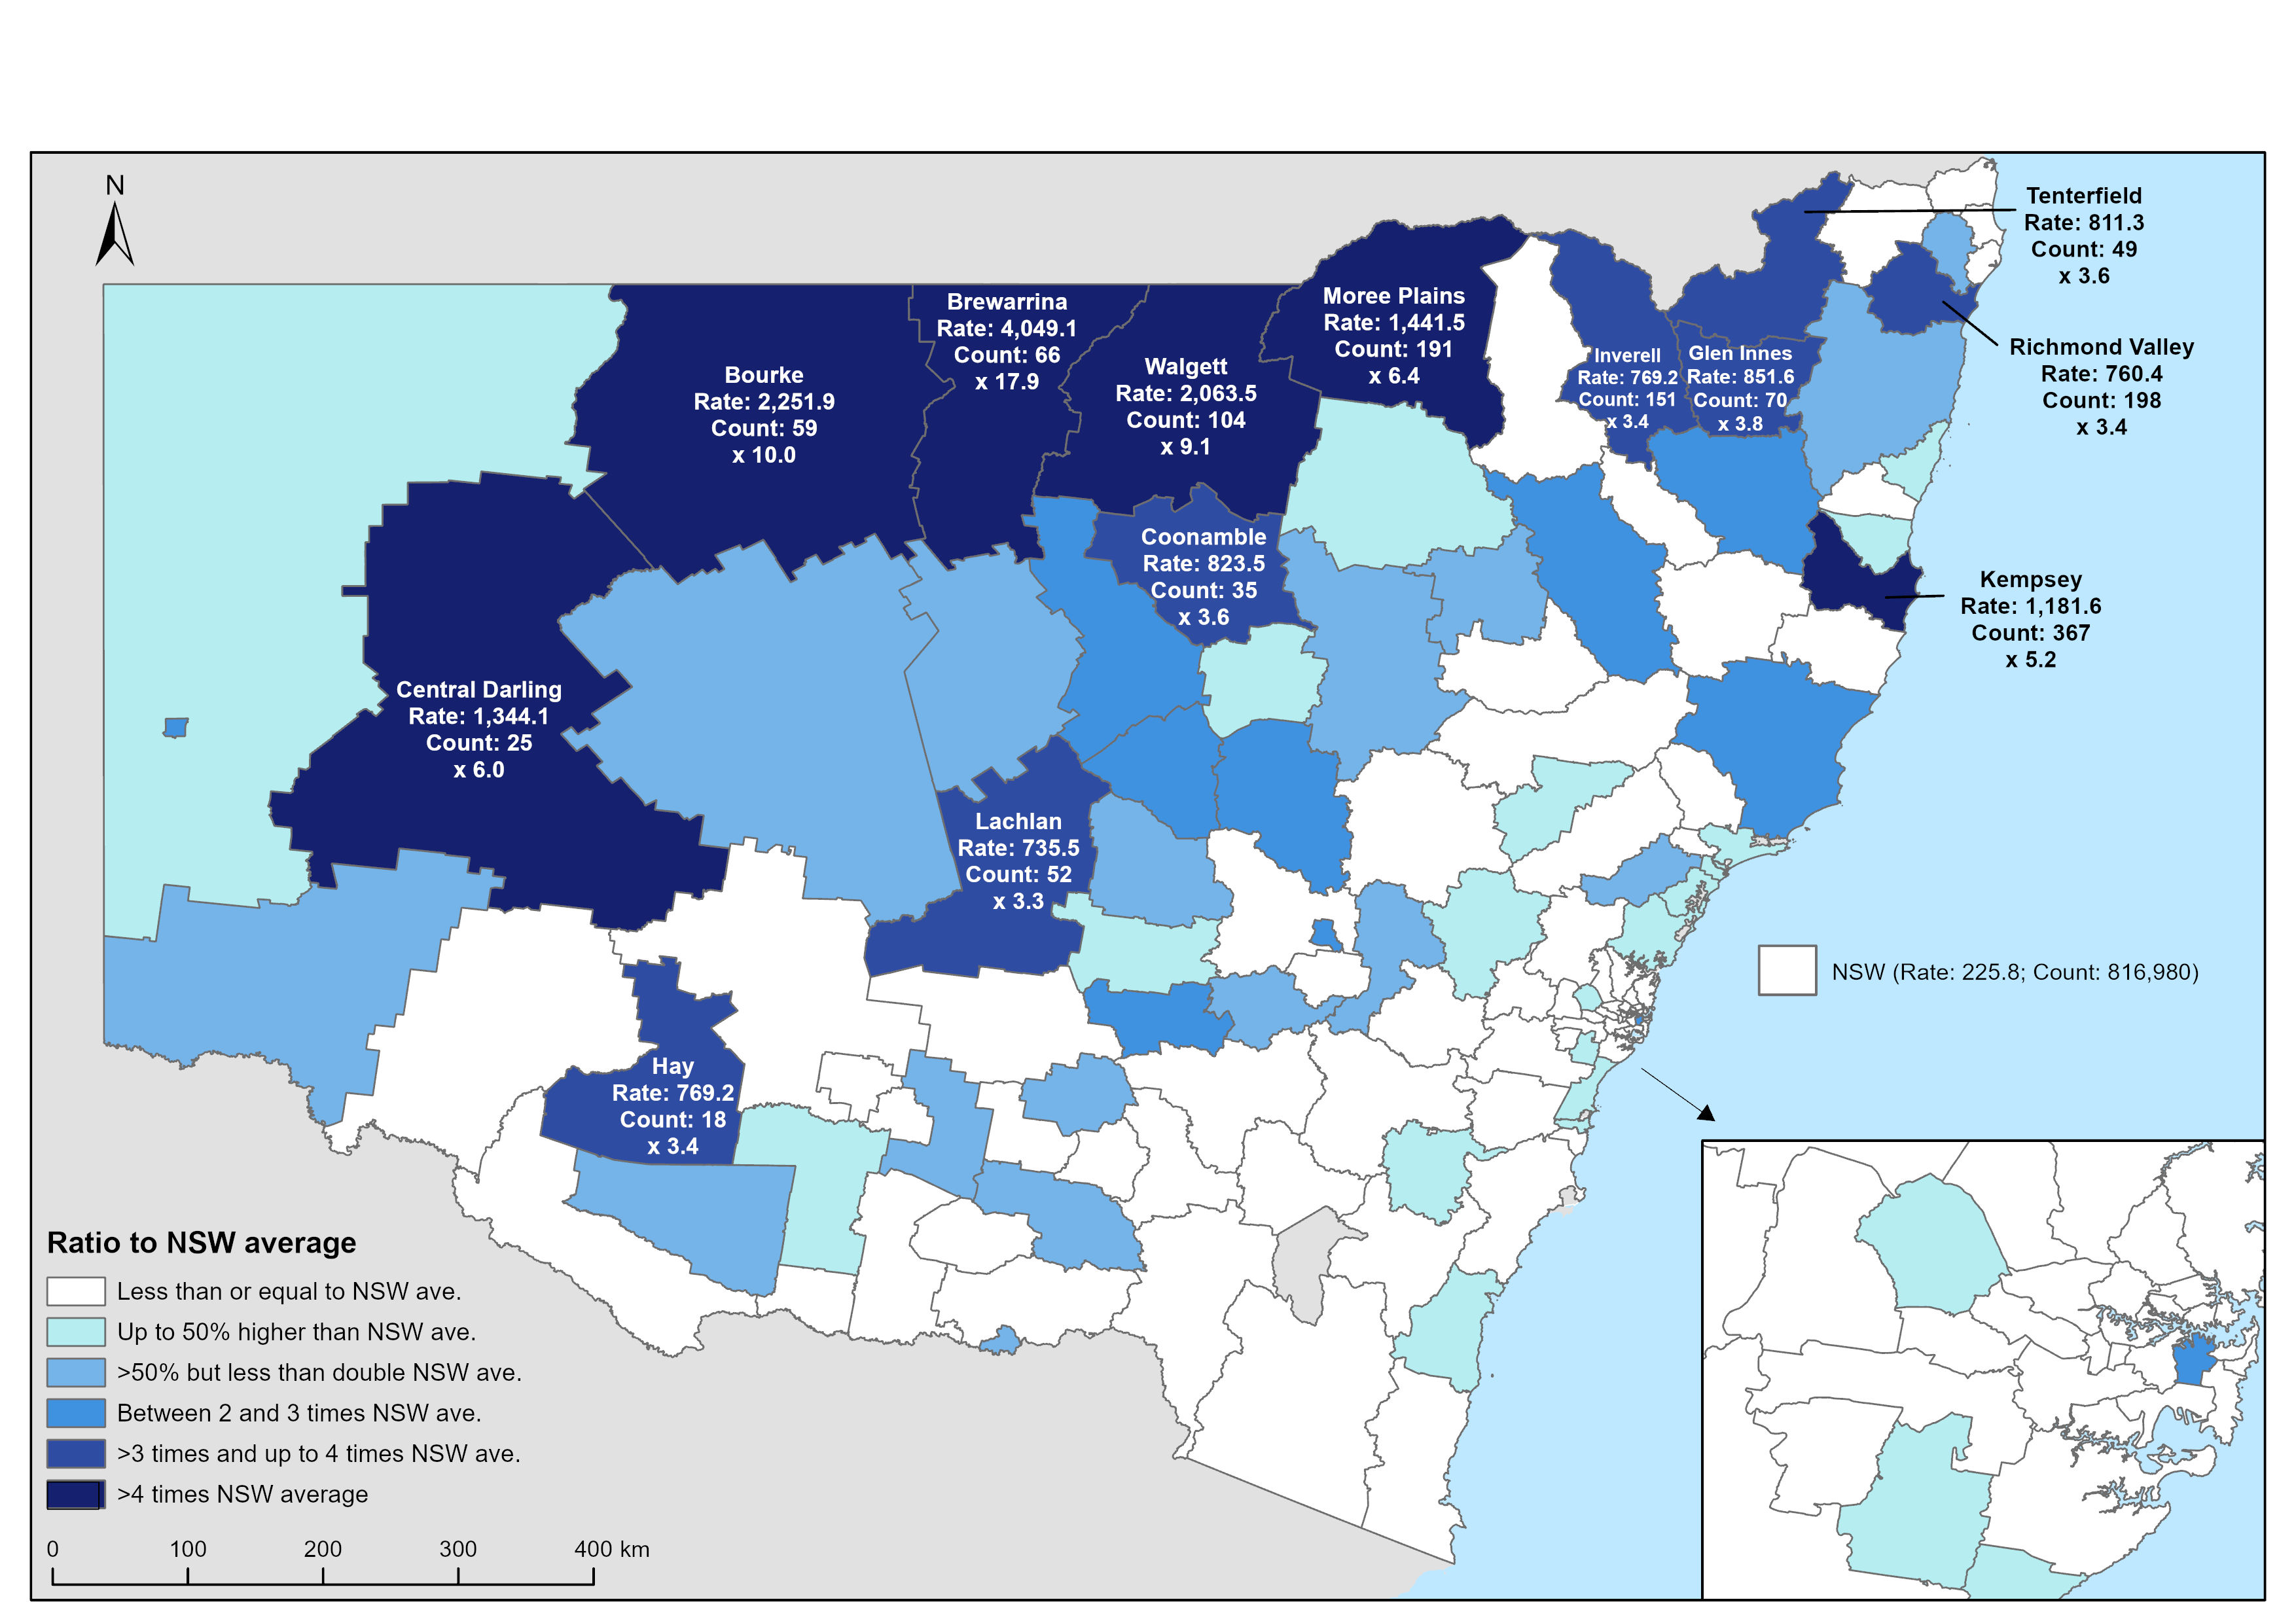 N
Tenterfield
Rate: 811.3
Count: 49
x 3.6
Brewarrina
Rate: 4,049.1
Count: 66
x 17.9
Moree Plains
Rate: 1,441.5
Count: 191
x 6.4
Richmond Valley
Rate: 760.4
Count: 198
x 3.4
Inverell
Rate: 769.2
Count: 151
x 3.4
Glen Innes
Rate: 851.6
Count: 70
x 3.8
Walgett
Rate: 2,063.5
Count: 104
x 9.1
Bourke
Rate: 2,251.9
Count: 59
x 10.0
Coonamble
Rate: 823.5
Count: 35
x 3.6
Kempsey
Rate: 1,181.6
Count: 367
x 5.2
Central Darling
Rate: 1,344.1
Count: 25
x 6.0
Lachlan
Rate: 735.5
Count: 52
x 3.3
NSW (Rate: 225.8; Count: 816,980)
Hay
Rate: 769.2
Count: 18
x 3.4
Ratio to NSW average
Less than or equal to NSW ave.
Up to 50% higher than NSW ave.
>50% but less than double NSW ave.
Between 2 and 3 times NSW ave.
>3 times and up to 4 times NSW ave.
>4 times NSW average
0 100 200 300 400 km